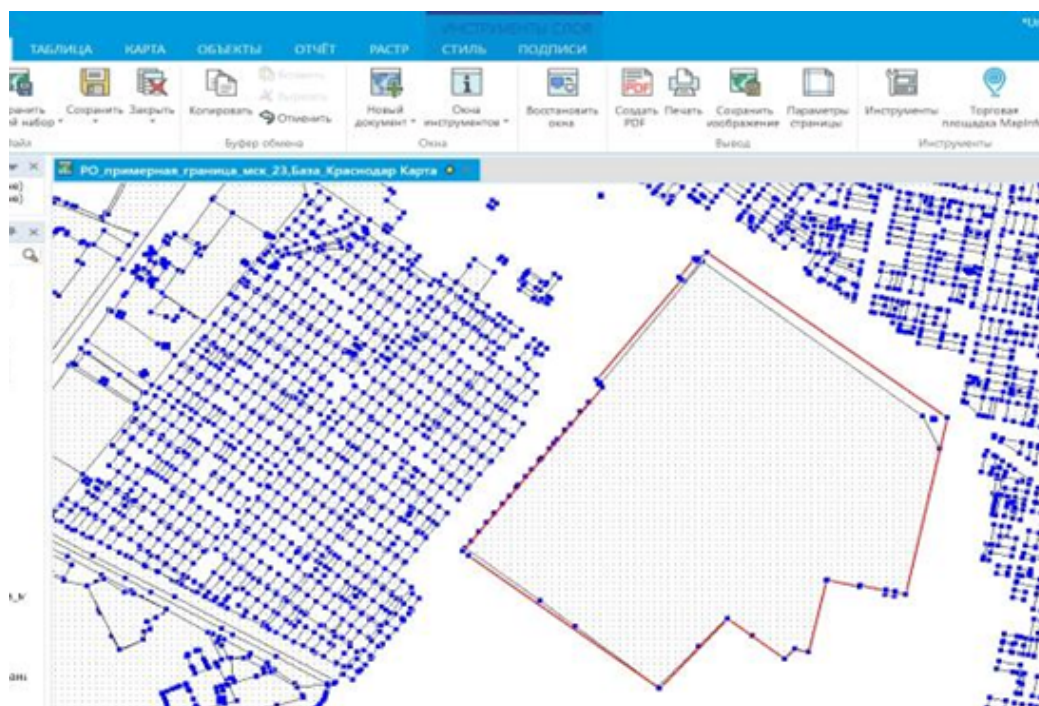 ИНСТРУМЕНТЫ СЛОЯ
ТАБЛИЦА КАРТА ОБЪЕКТЫ ОТЧЁТ РАСТР СТИЛЬ ПОДПИСИ
Сохранить Закрыть Копировать Вставить Вырезать Отменить Новый документ Окна инструментов Восстановить окна Создать PDF Печать Сохранить изображение Параметры страницы Инструменты Торговая площадка MapInfo
Буфер обмена Окна Вывод Инструменты
РО_примерная_граница_мск_23,База_Краснодар Карта